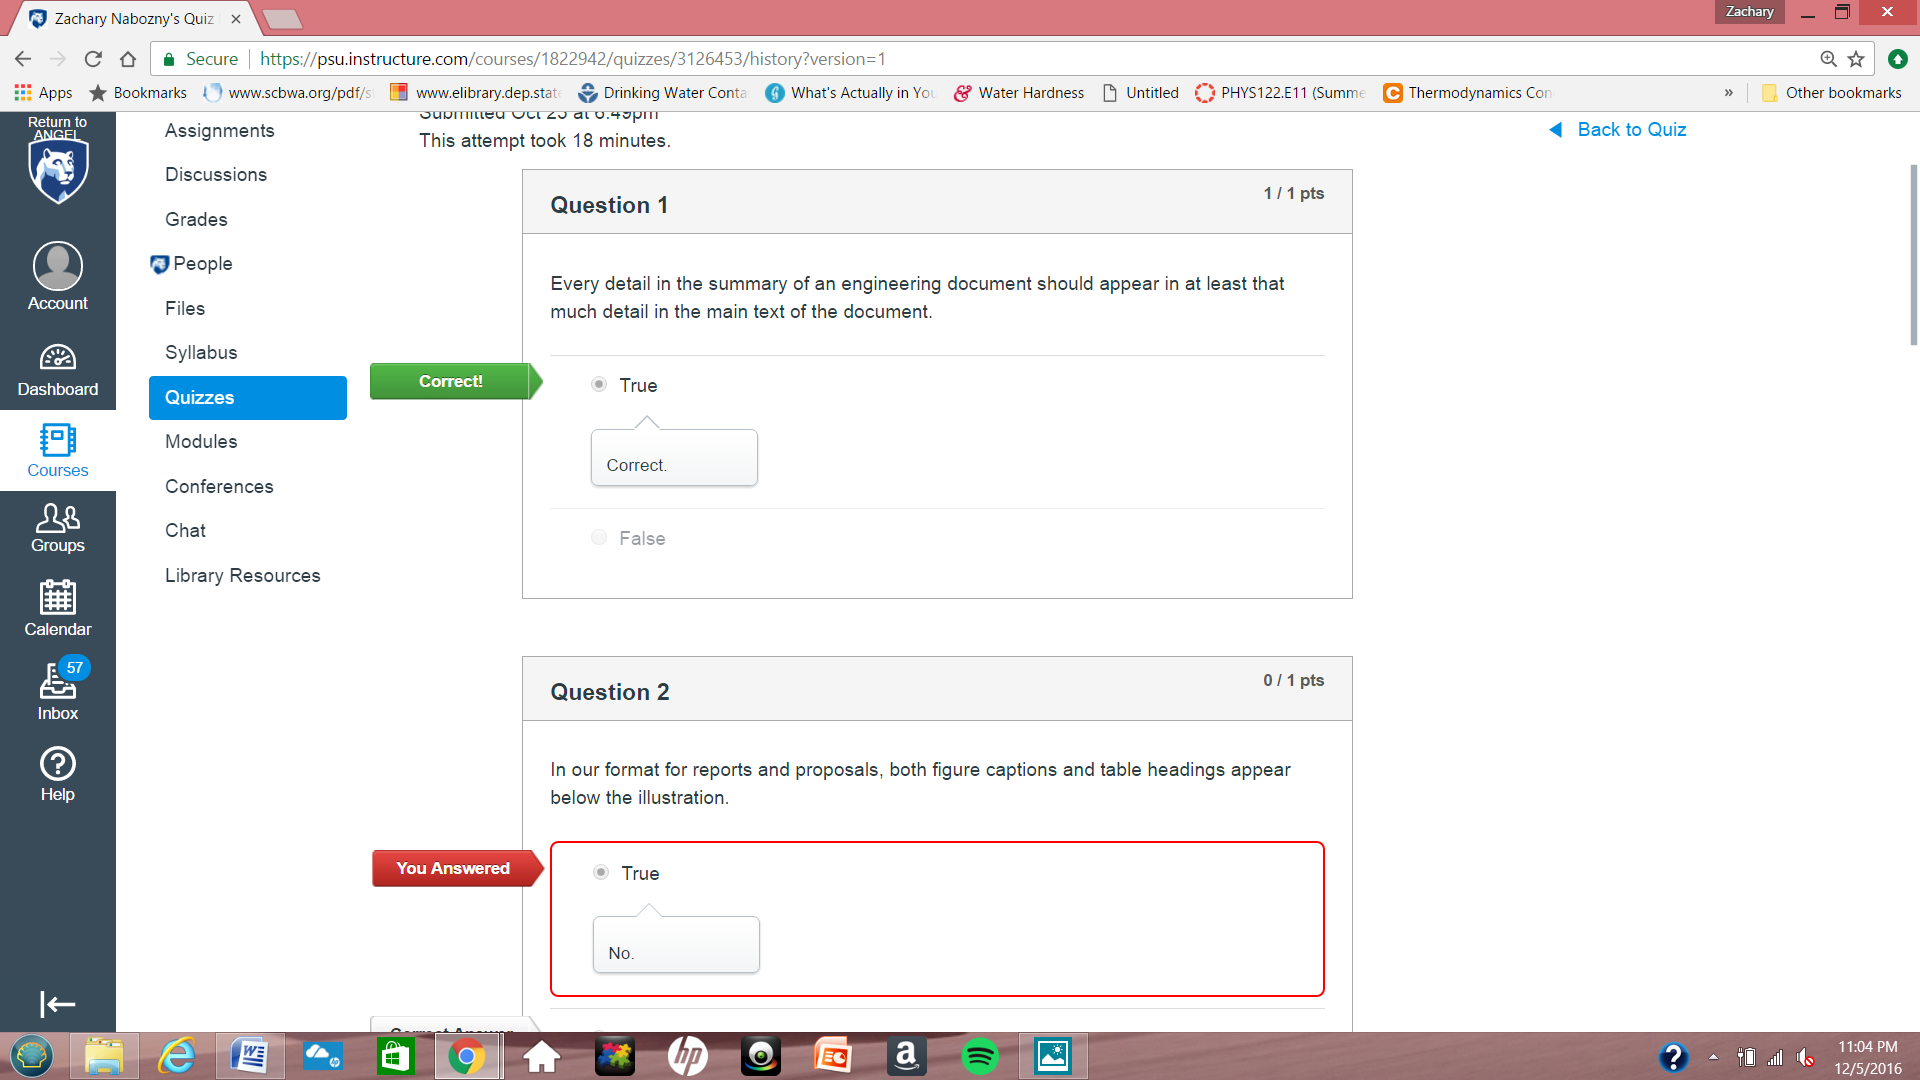 Zachary Nabozny's Quiz
Zachary
Secure
https://psu.instructure.com/courses/1822942/quizzes/3126453/history?version=1
Apps
Bookmarks
www.scbwa.org/pdf/s
www.elibrary.dep.stat
Drinking Water Conta
What's Actually in You
Water Hardness
Untitled
PHYS122.E11 (Summe
Thermodynamics Con
»
Other bookmarks
Return to
ANGEL
Account
Dashboard
Courses
Groups
Calendar
57
Inbox
Help
Assignments
Discussions
Grades
People
Files
Syllabus
Quizzes
Modules
Conferences
Chat
Library Resources
Submitted Oct 25 at 6:49pm
This attempt took 18 minutes.
Back to Quiz
Question 1
1 / 1 pts
Every detail in the summary of an engineering document should appear in at least that
much detail in the main text of the document.
Correct!
True
Correct.
False
Question 2
0 / 1 pts
In our format for reports and proposals, both figure captions and table headings appear
below the illustration.
You Answered
True
No.
Correct Answer
11:04 PM
12/5/2016